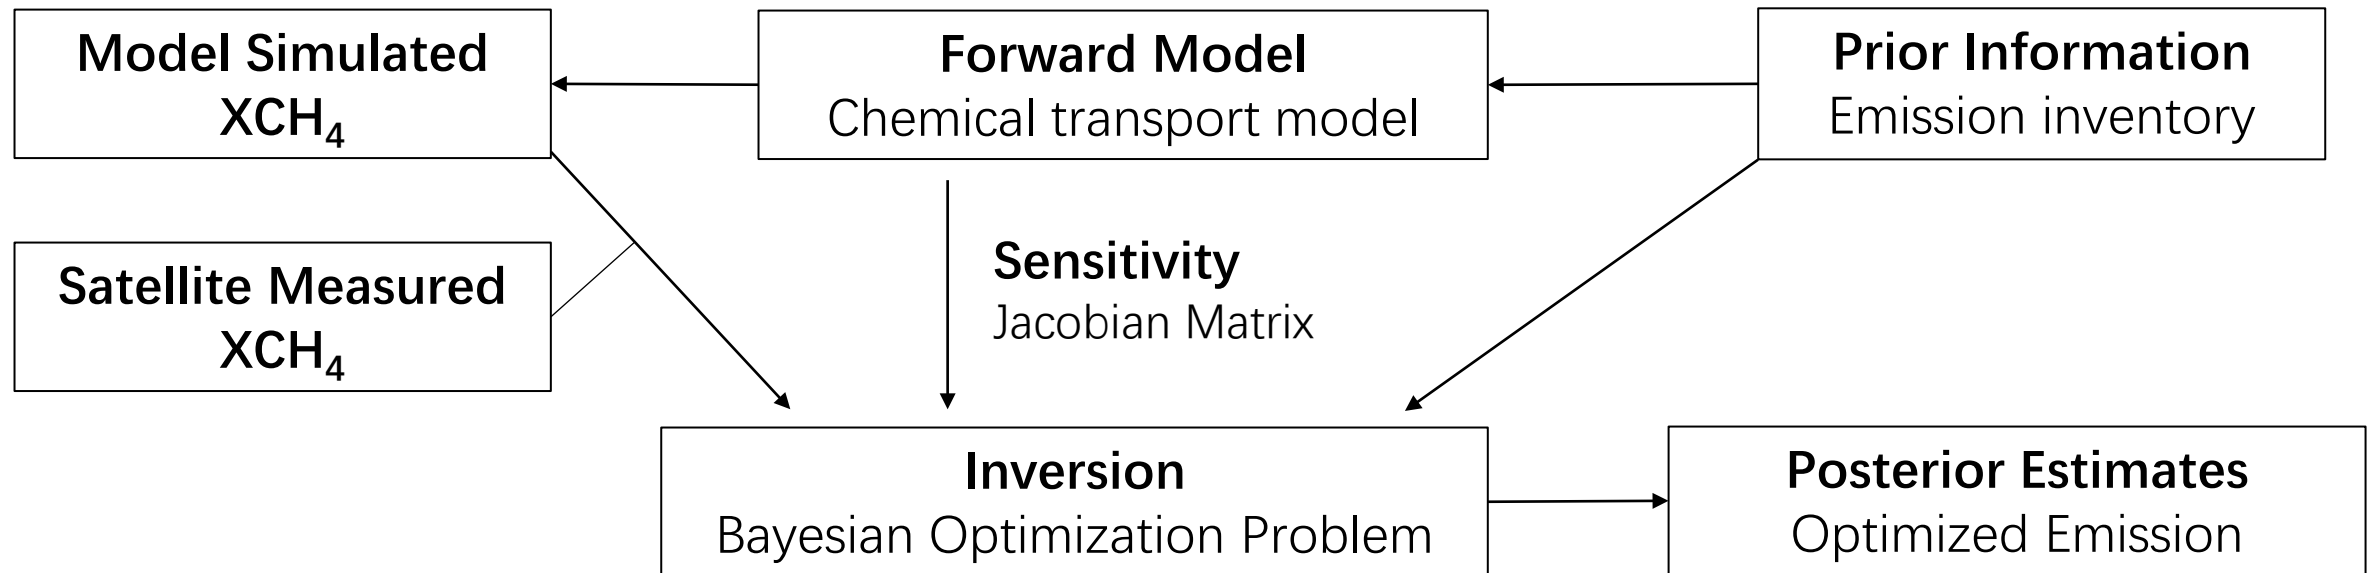 Model Simulated
XCH₄
Forward Model
Chemical transport model
Prior Information
Emission inventory
Satellite Measured
XCH₄
Sensitivity
Jacobian Matrix
Inversion
Bayesian Optimization Problem
Posterior Estimates
Optimized Emission